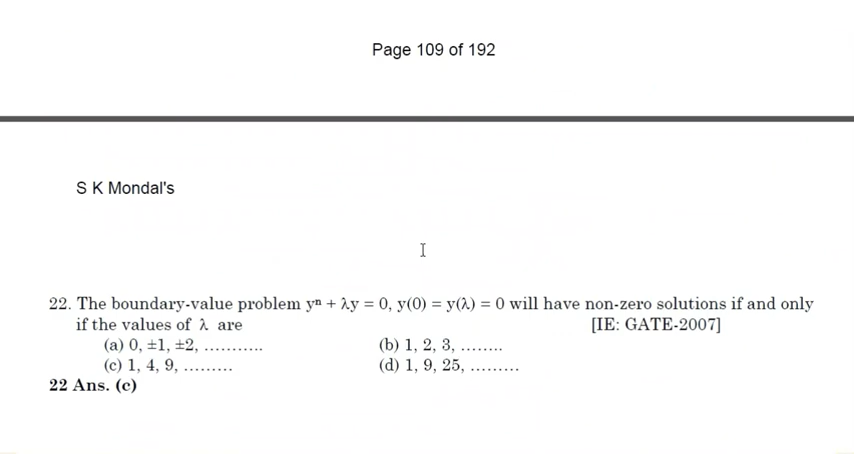 Page 109 of 192
S K Mondal's
22. The boundary-value problem yⁿ + λy = 0, y(0) = y(λ) = 0 will have non-zero solutions if and only
if the values of λ are [IE: GATE-2007]
(a) 0, ±1, ±2, ……….. (b) 1, 2, 3, ……..
(c) 1, 4, 9, ……… (d) 1, 9, 25, ………
22 Ans. (c)